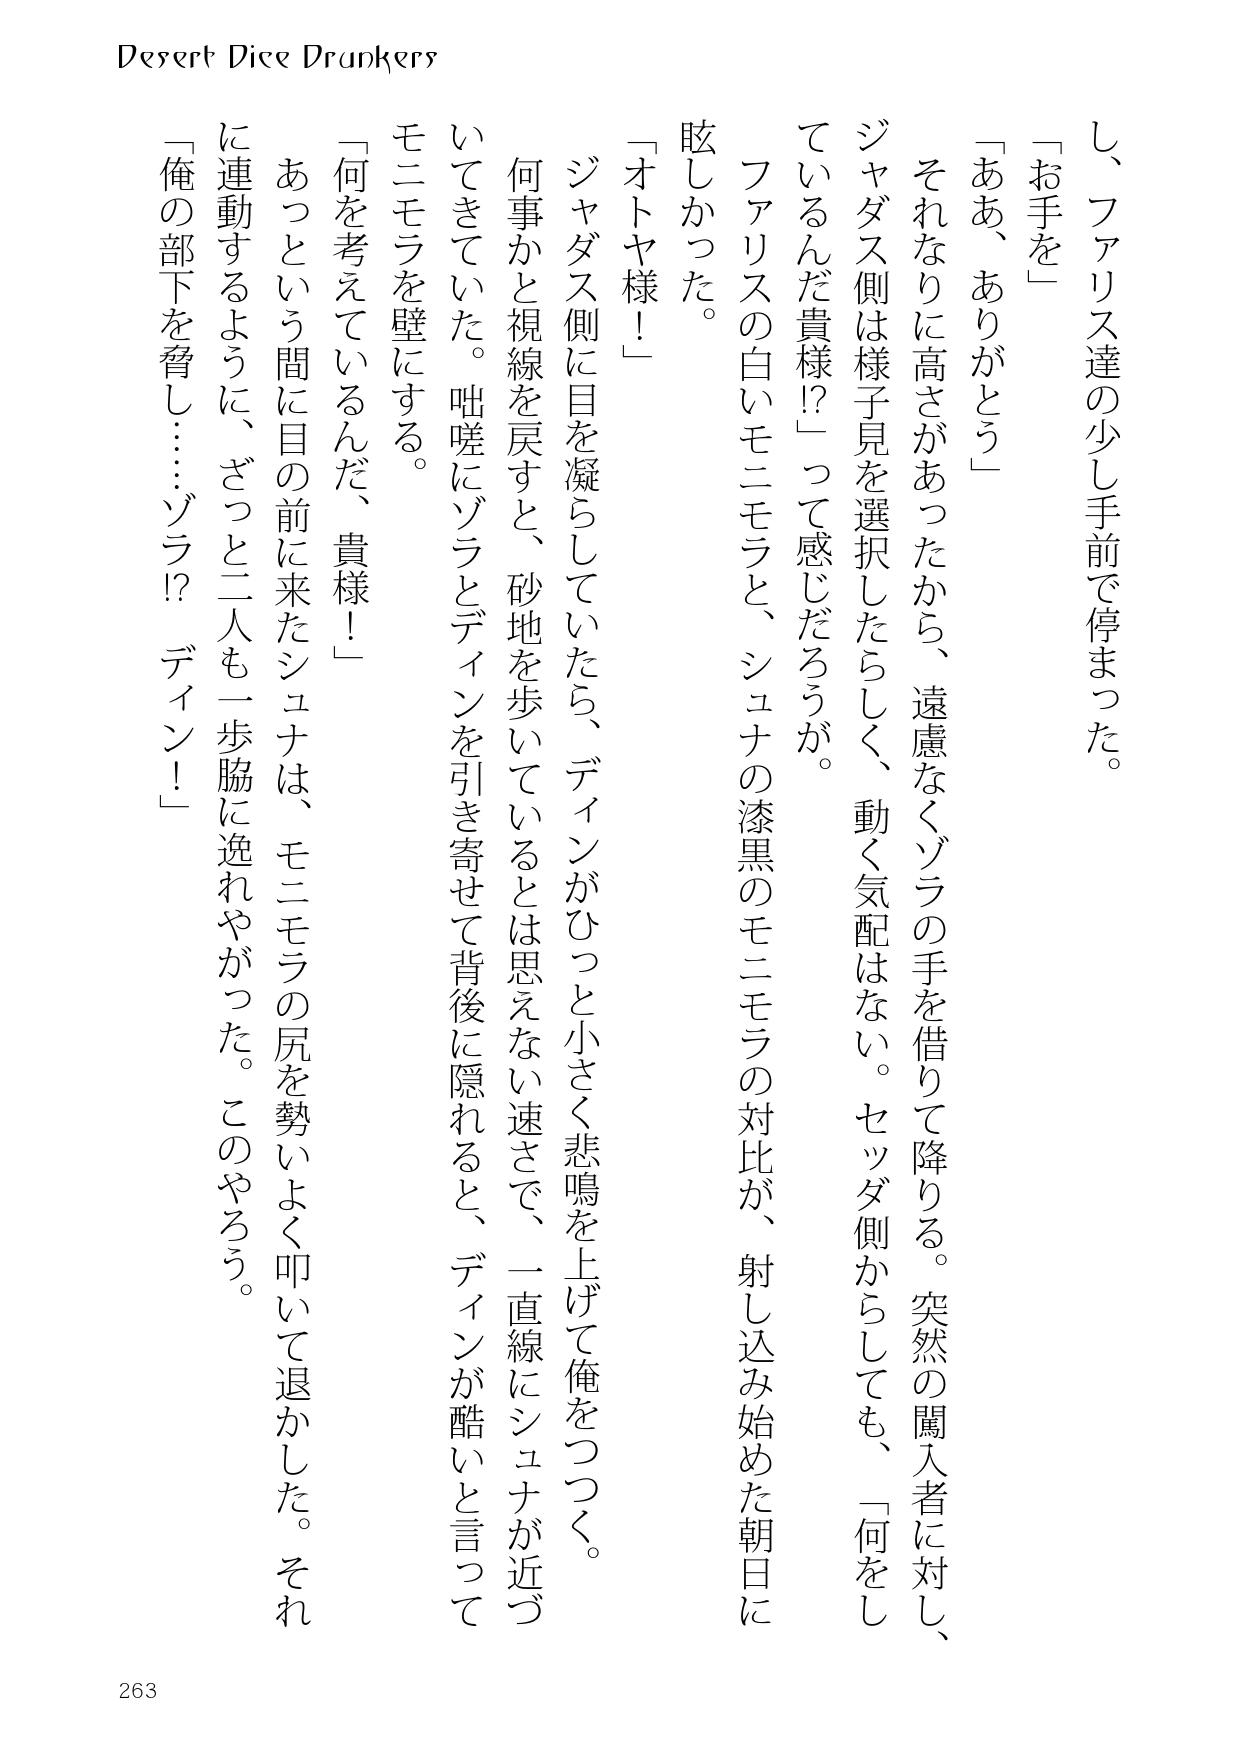 Desert Dice Drunkers
し、ファリス達の少し手前で停まった。
「お手を」
「ああ、ありがとう」
　それなりに高さがあったから、遠慮なくゾラの手を借りて降りる。突然の闖入者に対し、
ジャダス側は様子見を選択したらしく、動く気配はない。セッダ側からしても、「何をし
ているんだ貴様!?」って感じだろうが。
　ファリスの白いモニモラと、シュナの漆黒のモニモラの対比が、射し込み始めた朝日に
眩しかった。
「オトヤ様！」
　ジャダス側に目を凝らしていたら、ディンがひっと小さく悲鳴を上げて俺をつつく。
　何事かと視線を戻すと、砂地を歩いているとは思えない速さで、一直線にシュナが近づ
いてきていた。咄嗟にゾラとディンを引き寄せて背後に隠れると、ディンが酷いと言って
モニモラを壁にする。
「何を考えているんだ、貴様！」
　あっという間に目の前に来たシュナは、モニモラの尻を勢いよく叩いて退かした。それ
に連動するように、ざっと二人も一歩脇に逸れやがった。このやろう。
「俺の部下を脅し……ゾラ!?　ディン！」
263